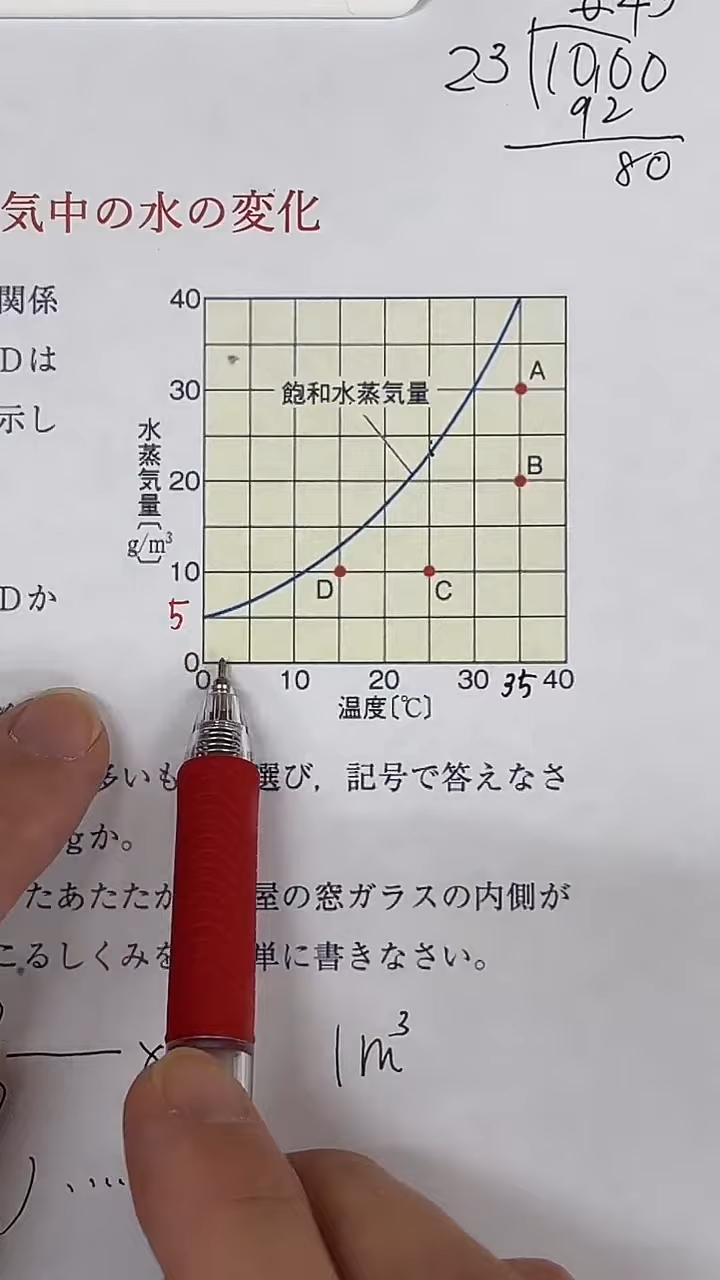 23 1000
92
80
気中の水の変化
関係
Dは
示し
Dか
40
30
20
10
5
0
水蒸気量
[g/m³]
飽和水蒸気量
A
B
C
D
0 10 20 30 35 40
温度[℃]
多いも 選び，記号で答えなさ
gか。
たあたたか 屋の窓ガラスの内側が
こるしくみを 単に書きなさい。
×
1m³